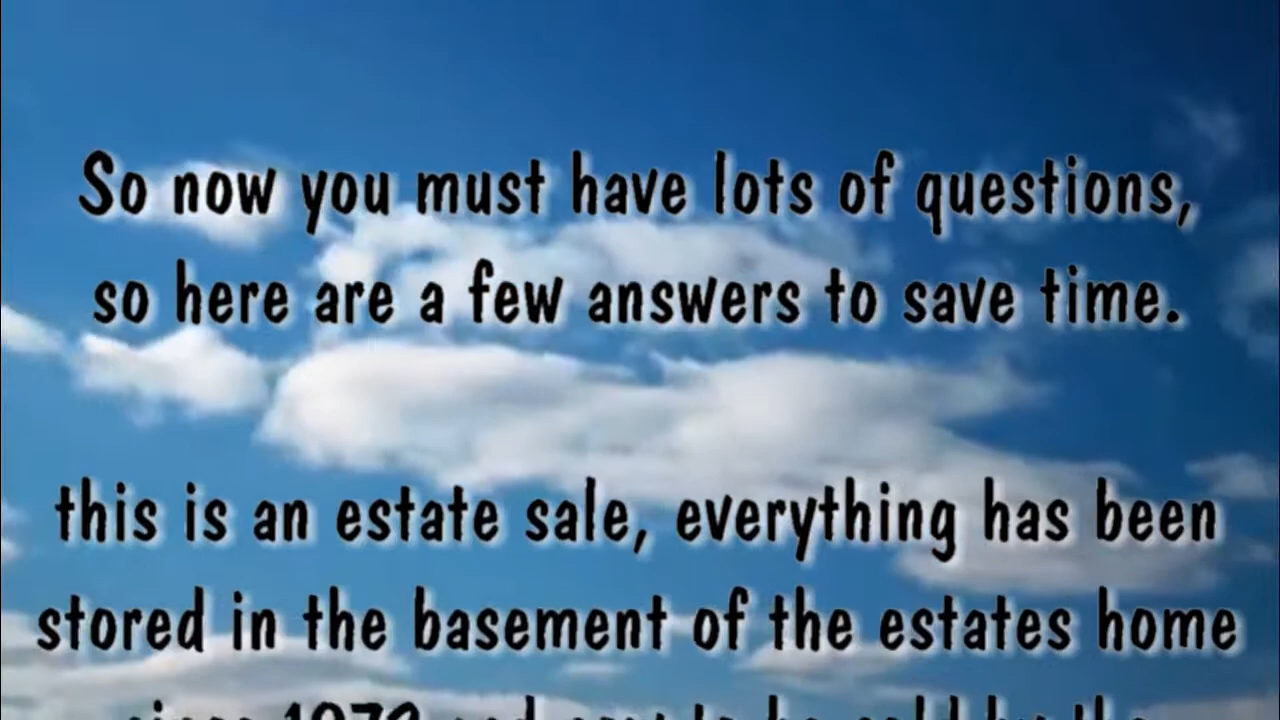 So now you must have lots of questions,
so here are a few answers to save time.
this is an estate sale, everything has been
stored in the basement of the estates home
since